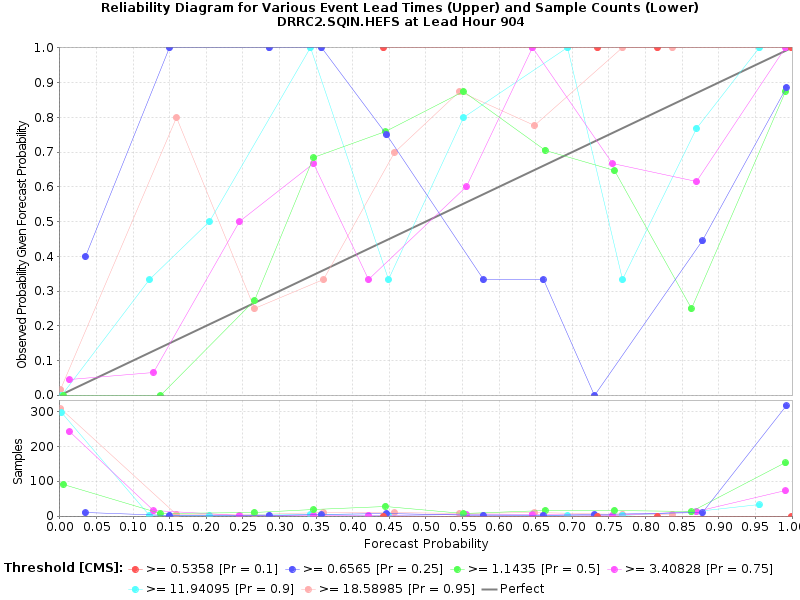 Reliability Diagram for Various Event Lead Times (Upper) and Sample Counts (Lower)
DRRC2.SQIN.HEFS at Lead Hour 904
Observed Probability Given Forecast Probability
1.0
0.9
0.8
0.7
0.6
0.5
0.4
0.3
0.2
0.1
0.0
Samples
300
200
100
0
0.00 0.05 0.10 0.15 0.20 0.25 0.30 0.35 0.40 0.45 0.50 0.55 0.60 0.65 0.70 0.75 0.80 0.85 0.90 0.95 1.00
Forecast Probability
Threshold [CMS]: >= 0.5358 [Pr = 0.1] >= 0.6565 [Pr = 0.25] >= 1.1435 [Pr = 0.5] >= 3.40828 [Pr = 0.75]
>= 11.94095 [Pr = 0.9] >= 18.58985 [Pr = 0.95] Perfect